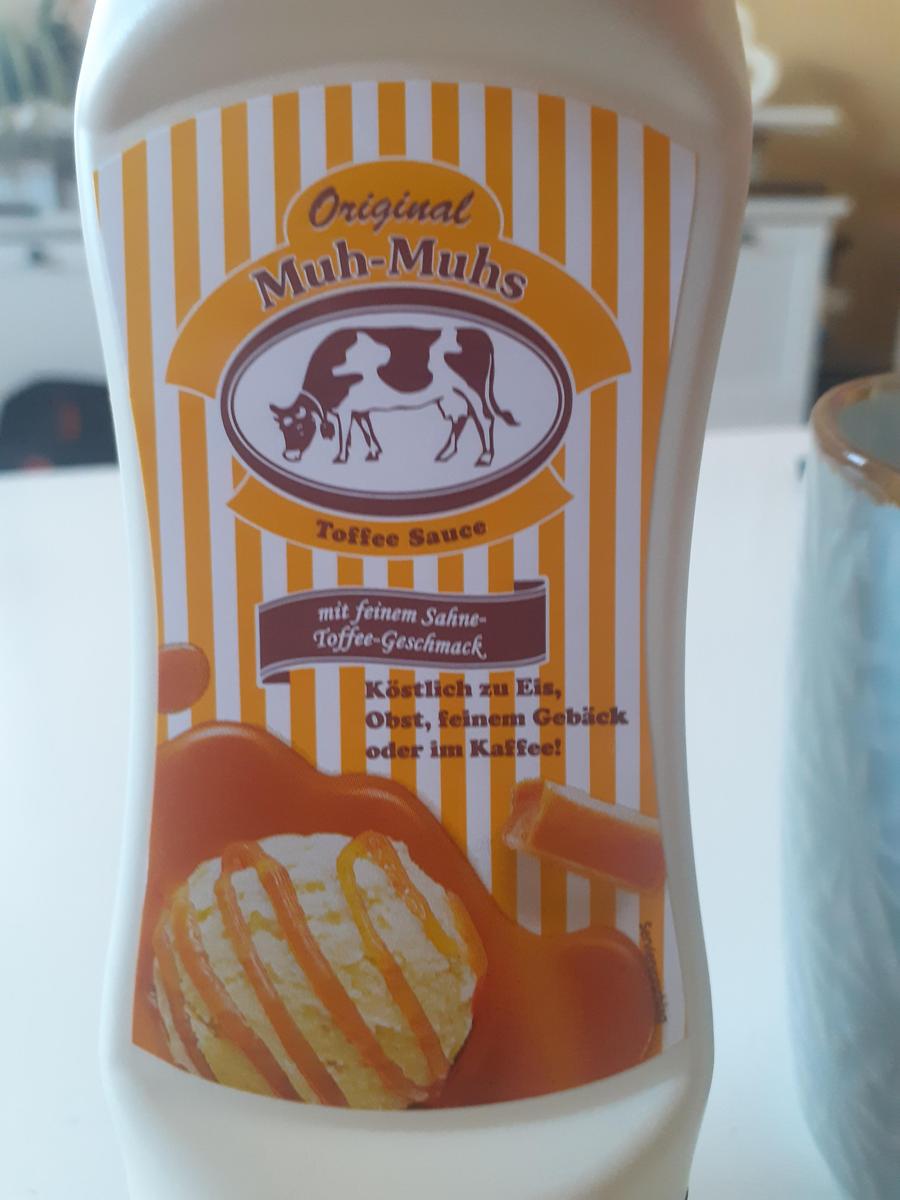 Original
Muh-Muhs
Toffee Sauce
mit feinem Sahne-
Toffee-Geschmack
Köstlich zu Eis,
Obst, feinem Gebäck
oder im Kaffee!